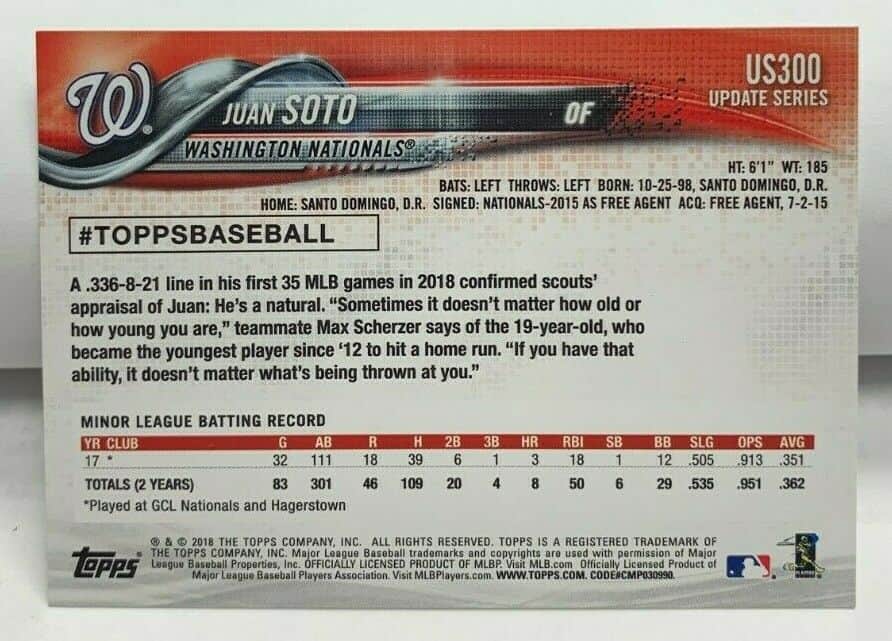 W
US300
UPDATE SERIES
JUAN SOTO
OF
WASHINGTON NATIONALS®
HT: 6'1" WT: 185
BATS: LEFT THROWS: LEFT BORN: 10-25-98, SANTO DOMINGO, D.R.
HOME: SANTO DOMINGO, D.R. SIGNED: NATIONALS-2015 AS FREE AGENT ACQ: FREE AGENT, 7-2-15
#TOPPSBASEBALL
A .336-8-21 line in his first 35 MLB games in 2018 confirmed scouts'
appraisal of Juan: He's a natural. "Sometimes it doesn't matter how old or
how young you are," teammate Max Scherzer says of the 19-year-old, who
became the youngest player since '12 to hit a home run. "If you have that
ability, it doesn't matter what's being thrown at you."
MINOR LEAGUE BATTING RECORD
YR CLUB G AB R H 2B 3B HR RBI SB BB SLG OPS AVG
17 * 32 111 18 39 6 1 3 18 1 12 .505 .913 .351
TOTALS (2 YEARS) 83 301 46 109 20 4 8 50 6 29 .535 .951 .362
*Played at GCL Nationals and Hagerstown
® & © 2018 THE TOPPS COMPANY, INC. ALL RIGHTS RESERVED. TOPPS IS A REGISTERED TRADEMARK OF
THE TOPPS COMPANY, INC. Major League Baseball trademarks and copyrights are used with permission of Major
League Baseball Properties, Inc. OFFICIALLY LICENSED PRODUCT OF MLBP. Visit MLB.com Officially Licensed Product of
Major League Baseball Players Association. Visit MLBPlayers.com. WWW.TOPPS.COM. CODE#CMP030990.
Topps®